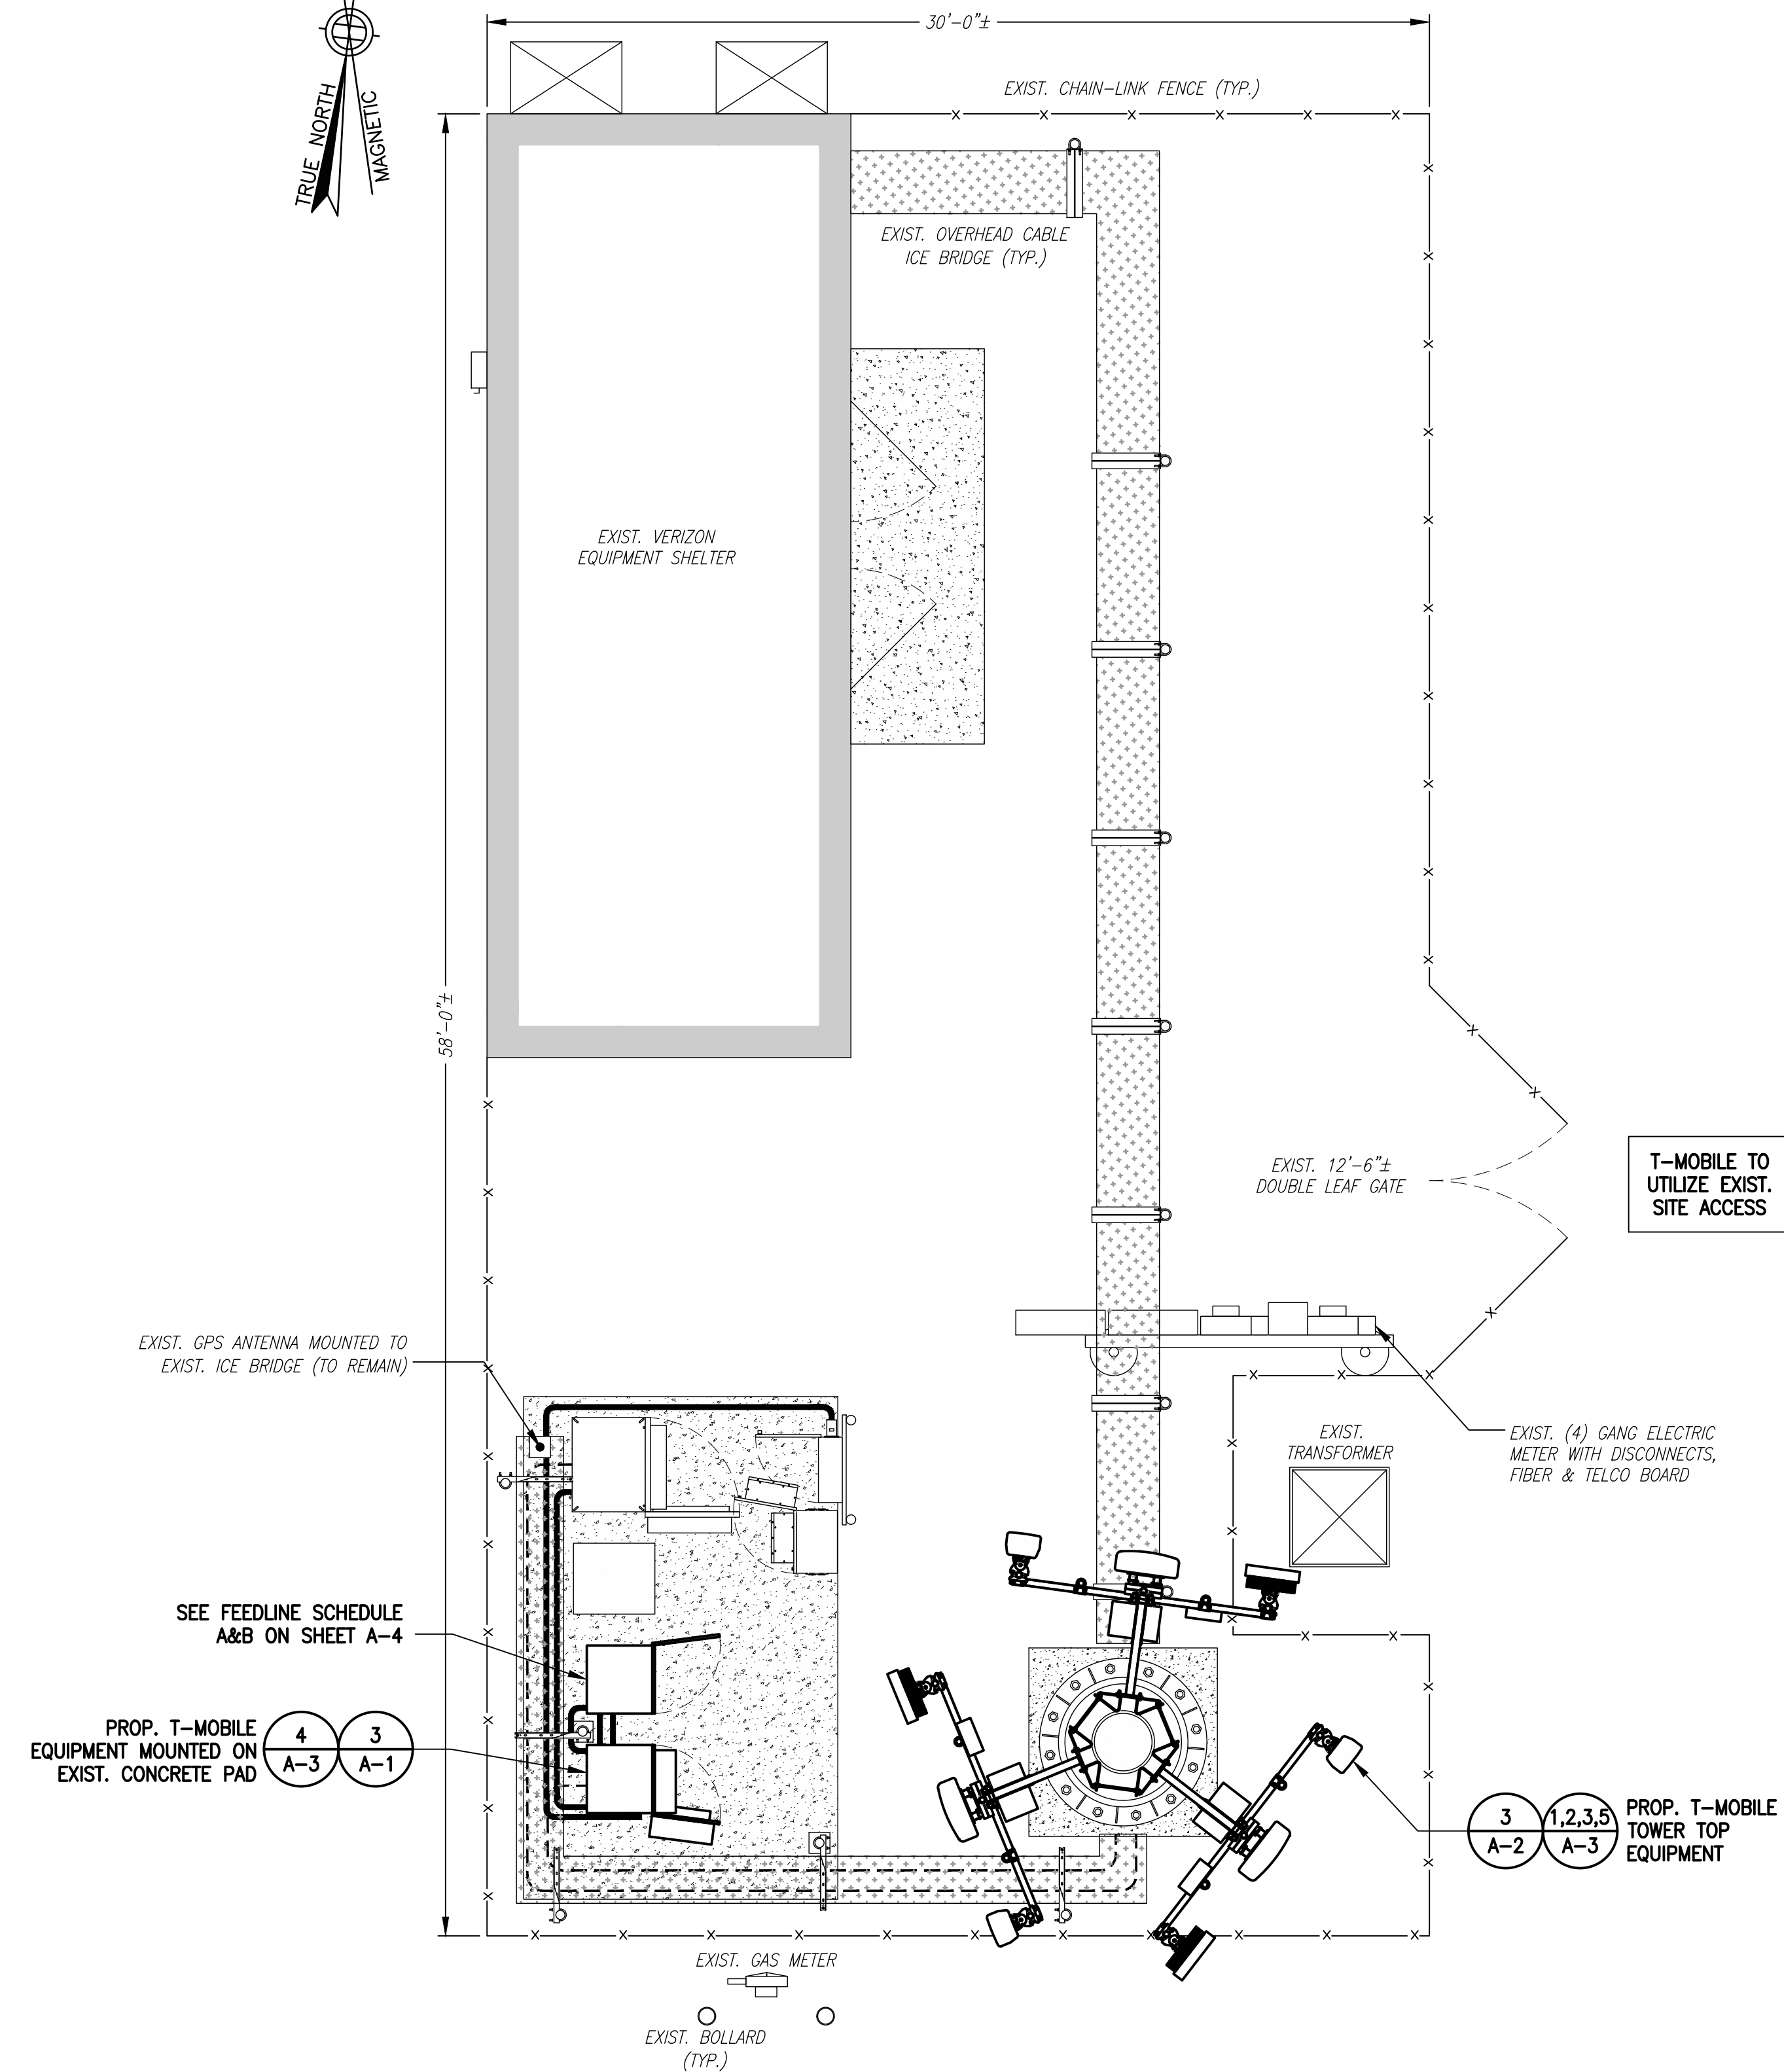 30'-0"±
TRUE NORTH
MAGNETIC
EXIST. CHAIN-LINK FENCE (TYP.)
EXIST. OVERHEAD CABLE
ICE BRIDGE (TYP.)
EXIST. VERIZON
EQUIPMENT SHELTER
58'-0"±
EXIST. 12'-6"±
DOUBLE LEAF GATE
T-MOBILE TO
UTILIZE EXIST.
SITE ACCESS
EXIST. GPS ANTENNA MOUNTED TO
EXIST. ICE BRIDGE (TO REMAIN)
EXIST.
TRANSFORMER
EXIST. (4) GANG ELECTRIC
METER WITH DISCONNECTS,
FIBER & TELCO BOARD
SEE FEEDLINE SCHEDULE
A&B ON SHEET A-4
PROP. T-MOBILE
EQUIPMENT MOUNTED ON
EXIST. CONCRETE PAD
4
A-3
3
A-1
3
A-2
1,2,3,5
A-3
PROP. T-MOBILE
TOWER TOP
EQUIPMENT
EXIST. GAS METER
EXIST. BOLLARD
(TYP.)